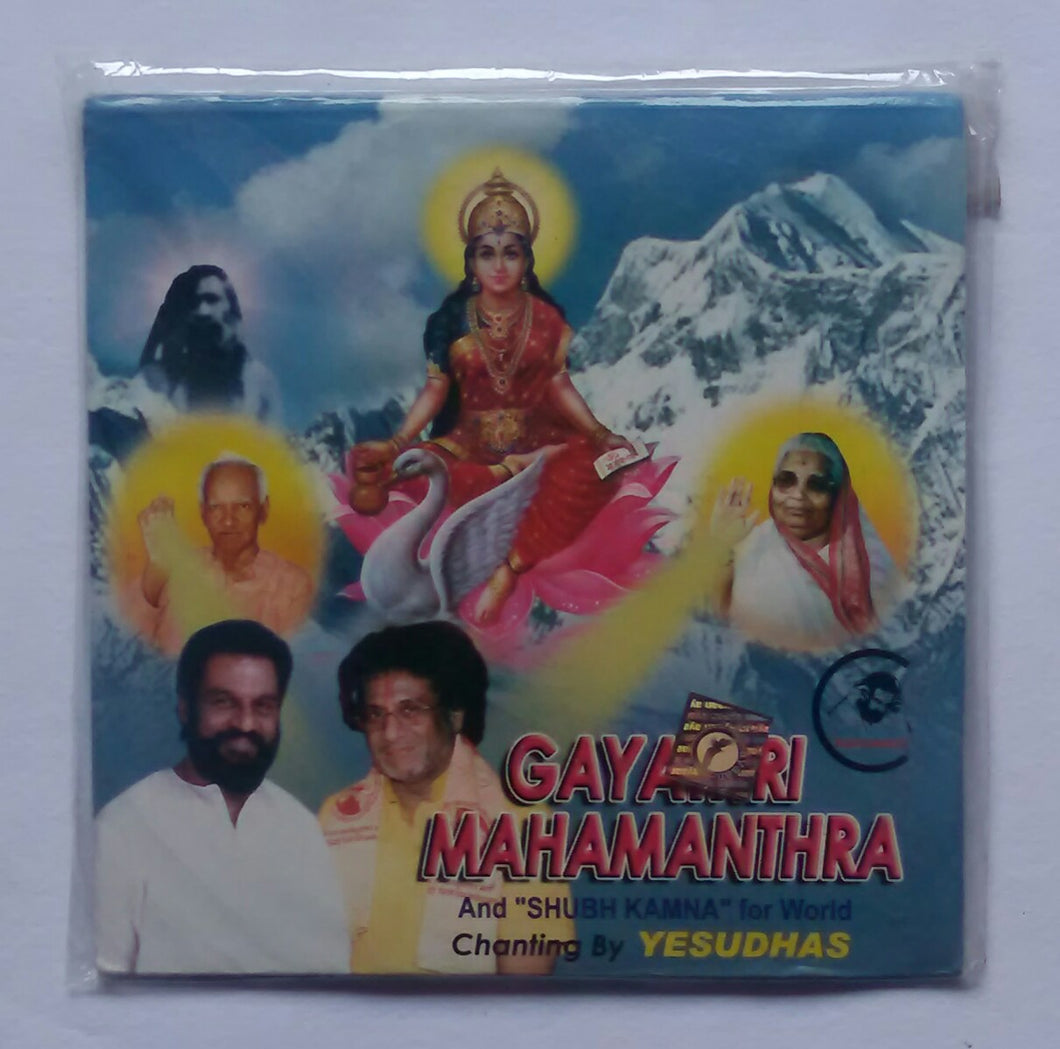 GAYATRI
MAHAMANTHRA
And "SHUBH KAMNA" for World
Chanting By YESUDHAS